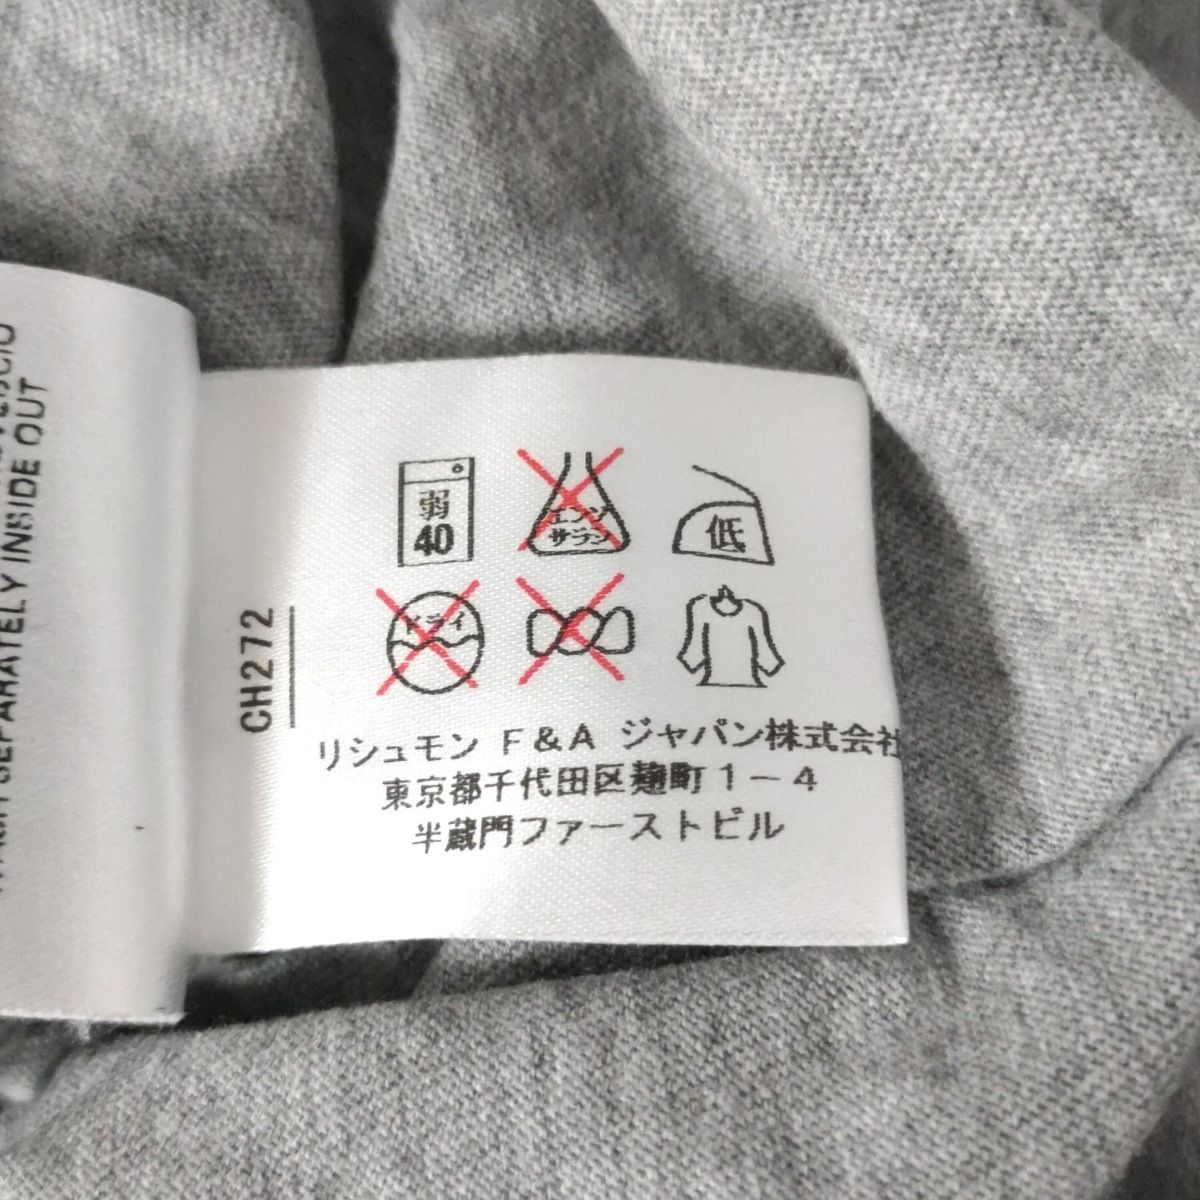 SEPARATELY INSIDE OUT
CH272
弱
40
エンソ
サラシ
低
ドライ
リシュモン F&A ジャパン株式会社
東京都千代田区麹町1-4
半蔵門ファーストビル